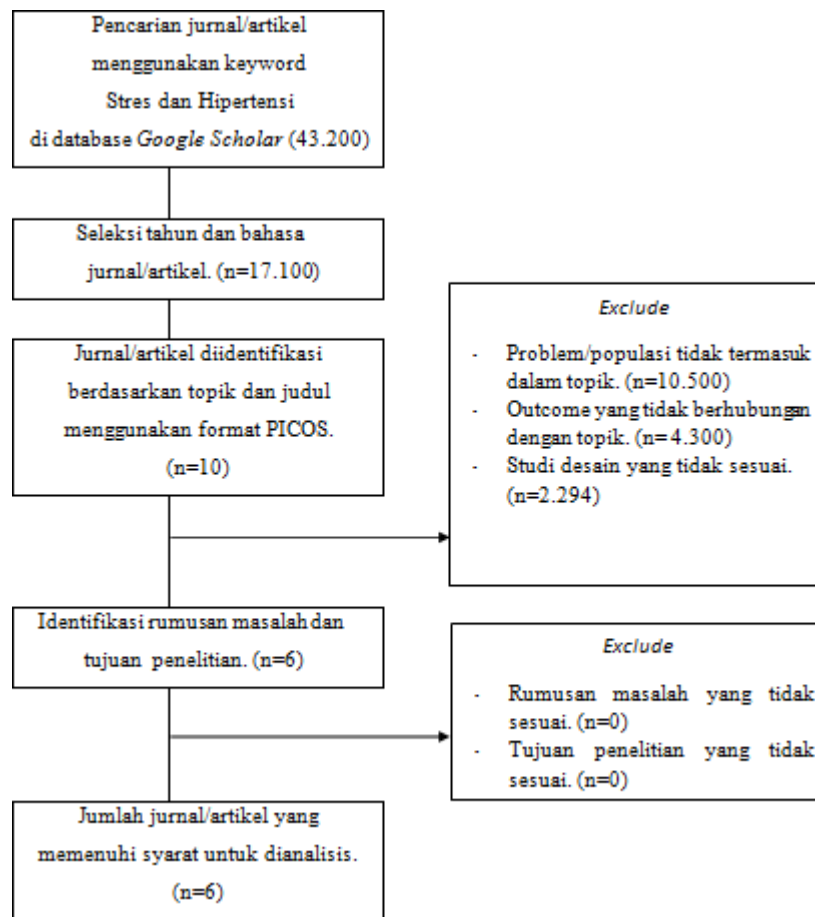 Pencarian jurnal/artikel
menggunakan keyword
Stres dan Hipertensi
di database Google Scholar (43.200)
Seleksi tahun dan bahasa
jurnal/artikel. (n=17.100)
Jurnal/artikel diidentifikasi
berdasarkan topik dan judul
menggunakan format PICOS.
(n=10)
Exclude
- Problem/populasi tidak termasuk
dalam topik. (n=10.500)
- Outcome yang tidak berhubungan
dengan topik. (n=4.300)
- Studi desain yang tidak sesuai.
(n=2.294)
Identifikasi rumusan masalah dan
tujuan penelitian. (n=6)
Exclude
- Rumusan masalah yang tidak
sesuai. (n=0)
- Tujuan penelitian yang tidak
sesuai. (n=0)
Jumlah jurnal/artikel yang
memenuhi syarat untuk dianalisis.
(n=6)